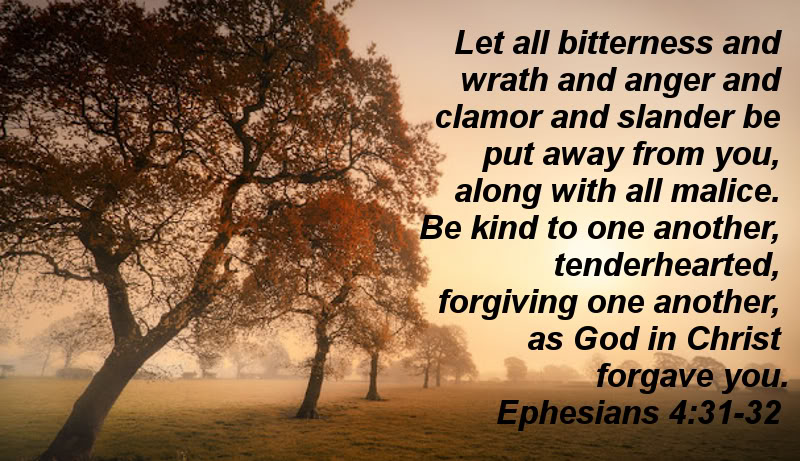 Let all bitterness and
wrath and anger and
clamor and slander be
put away from you,
along with all malice.
Be kind to one another,
tenderhearted,
forgiving one another,
as God in Christ
forgave you.
Ephesians 4:31-32